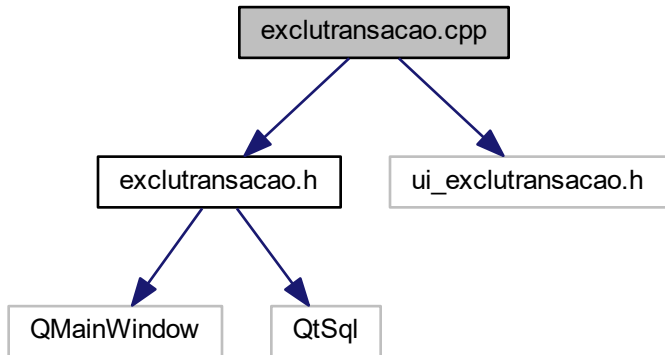 exclutransacao.cpp
exclutransacao.h
ui_exclutransacao.h
QMainWindow
QtSql